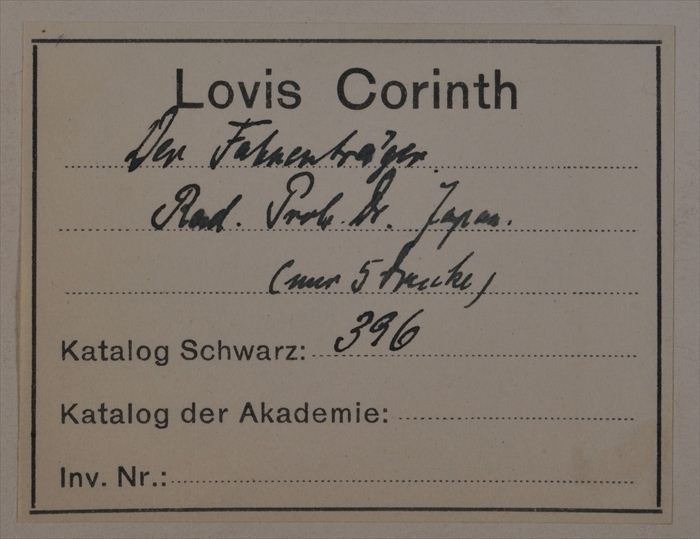 Lovis Corinth
Der Fahnenträger.
Rad. Prob. Dr. Japan.
(nur 5 Drucke)
Katalog Schwarz: 396
Katalog der Akademie:
Inv. Nr.: